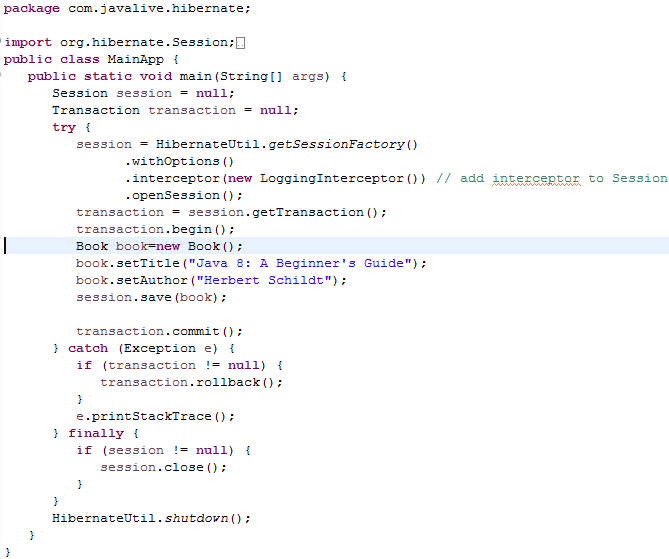 package com.javalive.hibernate;
import org.hibernate.Session;
public class MainApp {
public static void main(String[] args) {
Session session = null;
Transaction transaction = null;
try {
session = HibernateUtil.getSessionFactory()
.withOptions()
.interceptor(new LoggingInterceptor()) // add interceptor to Session
.openSession();
transaction = session.getTransaction();
transaction.begin();
Book book=new Book();
book.setTitle("Java 8: A Beginner's Guide");
book.setAuthor("Herbert Schildt");
session.save(book);
transaction.commit();
} catch (Exception e) {
if (transaction != null) {
transaction.rollback();
}
e.printStackTrace();
} finally {
if (session != null) {
session.close();
}
}
HibernateUtil.shutdown();
}
}